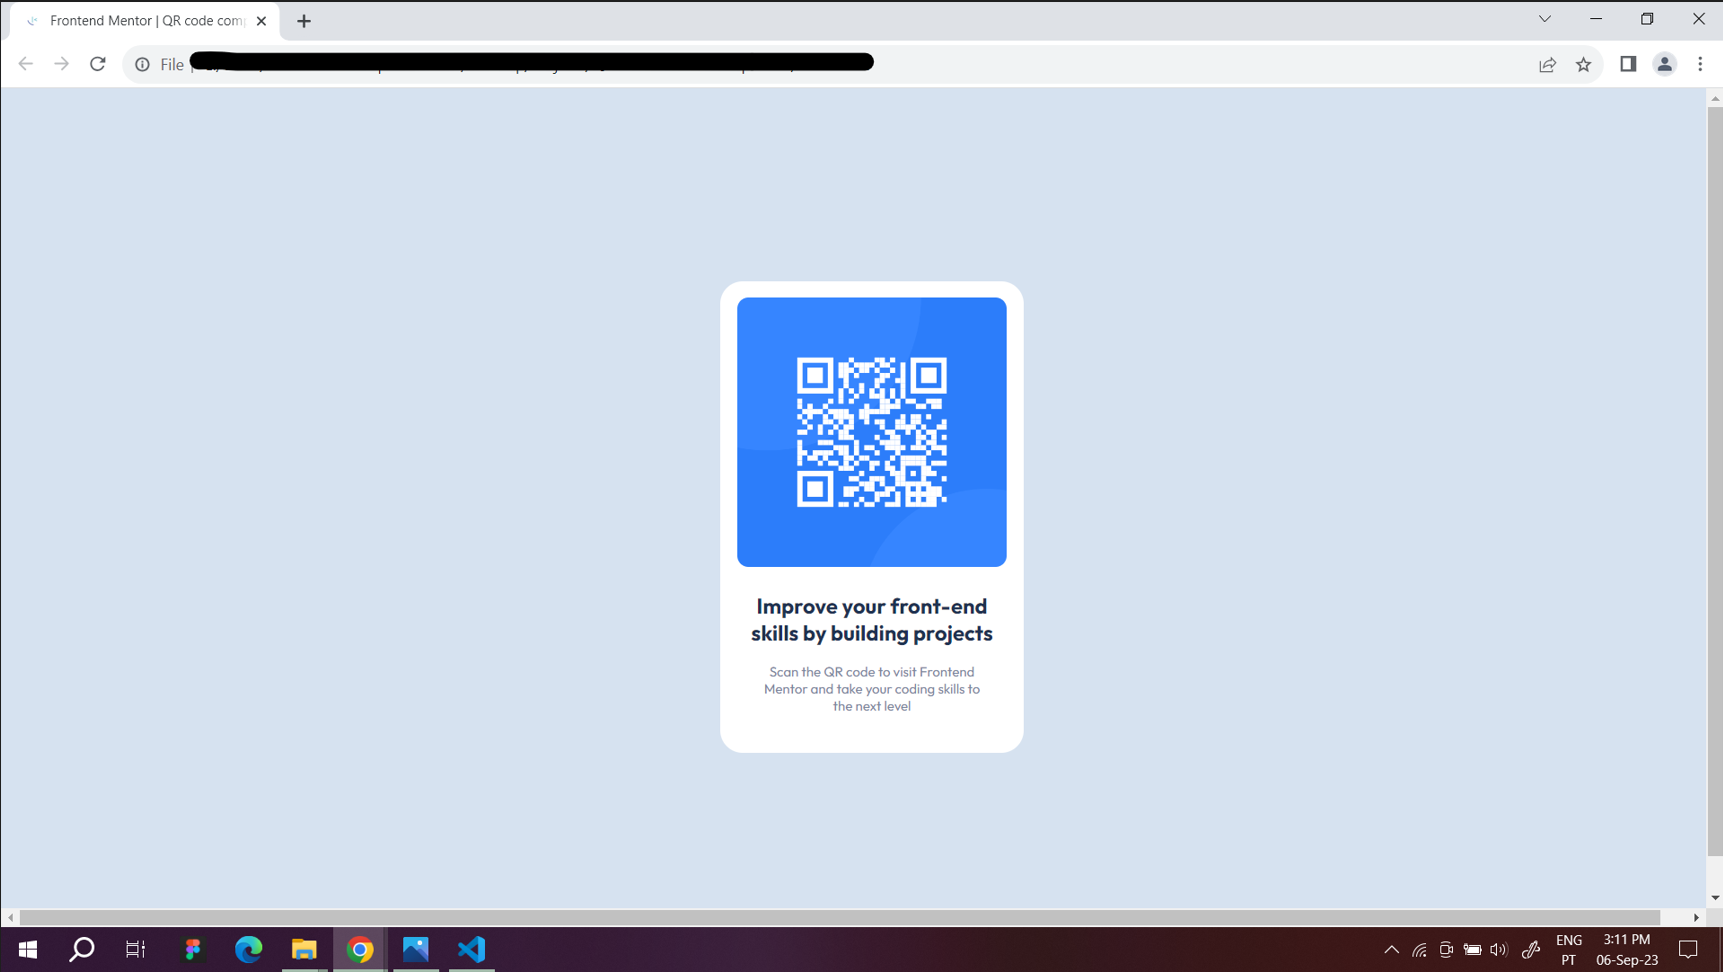 Frontend Mentor | QR code com
File
Improve your front-end
skills by building projects
Scan the QR code to visit Frontend
Mentor and take your coding skills to
the next level
ENG
PT
3:11 PM
06-Sep-23